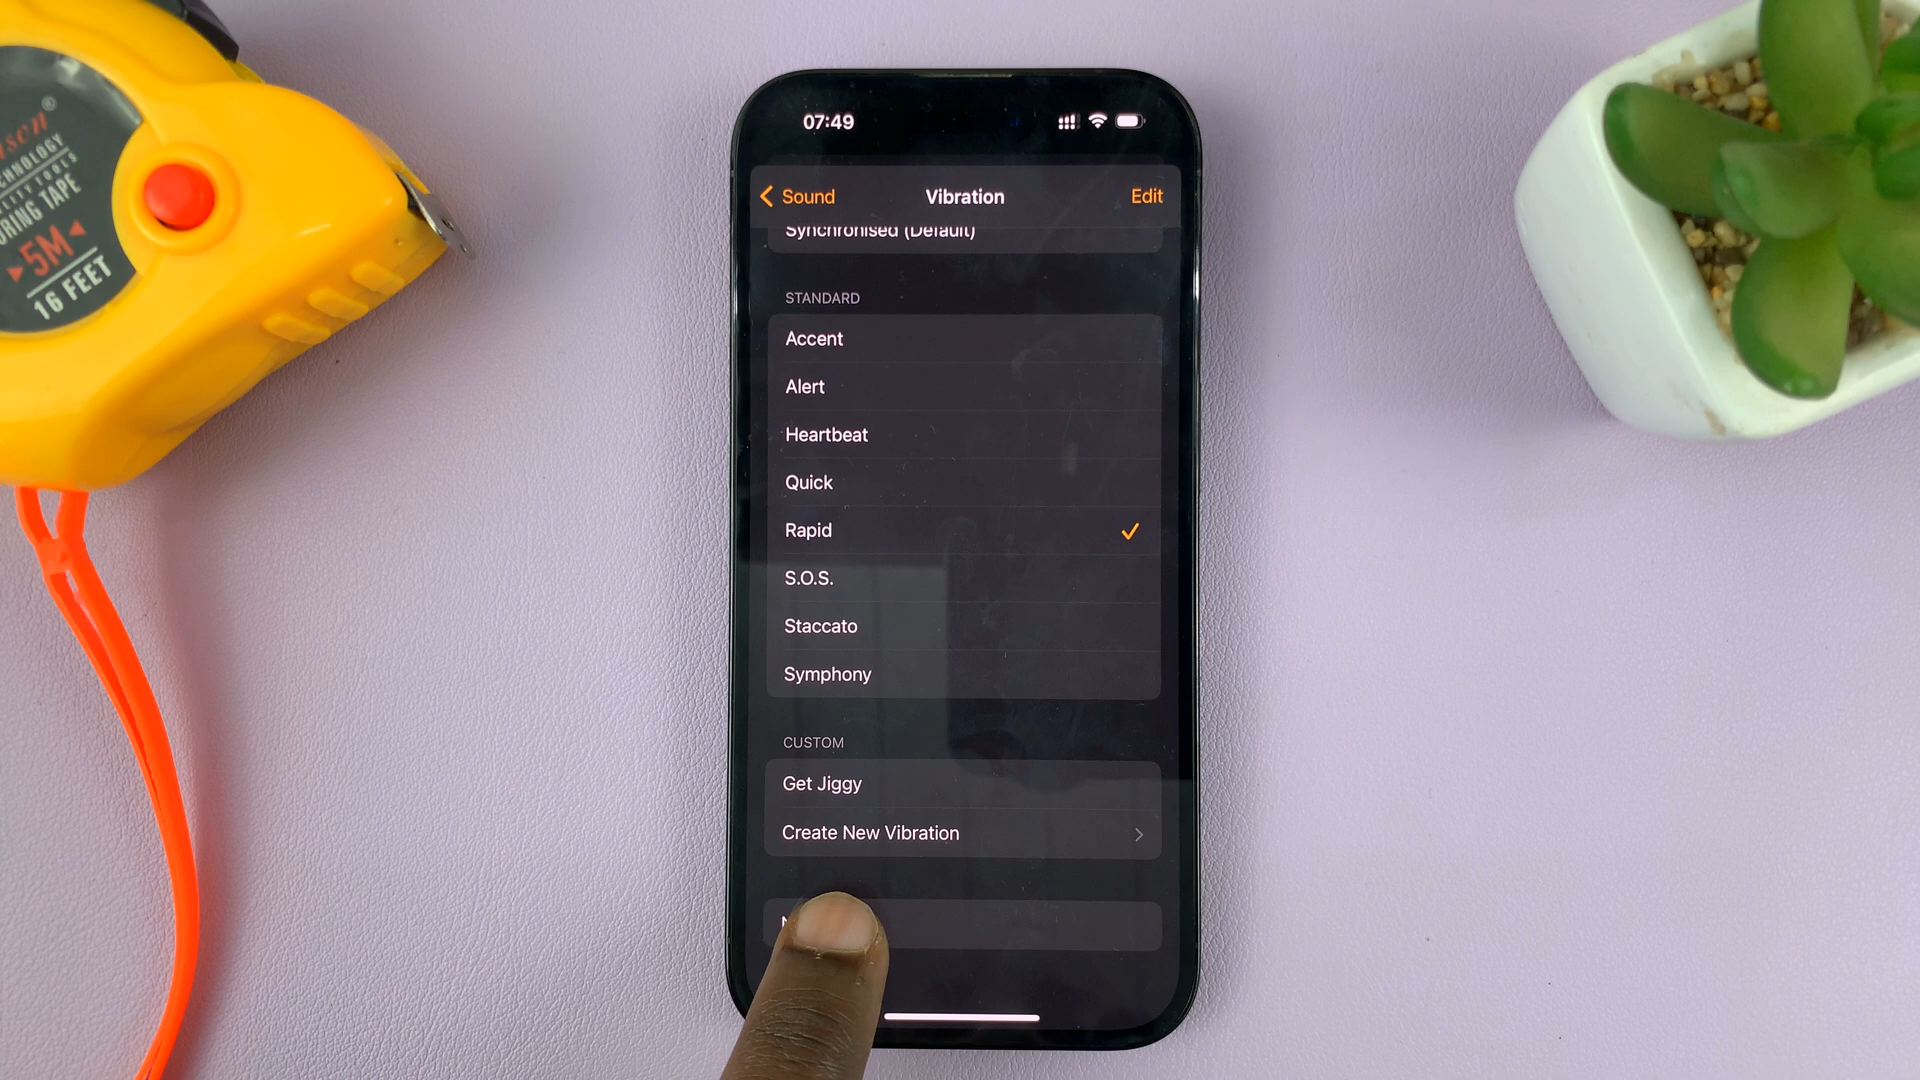 07:49
Sound
Vibration
Edit
Synchronised (Default)
STANDARD
Accent
Alert
Heartbeat
Quick
Rapid
S.O.S.
Staccato
Symphony
CUSTOM
Get Jiggy
Create New Vibration
®
TAPE
5M
16 FEET